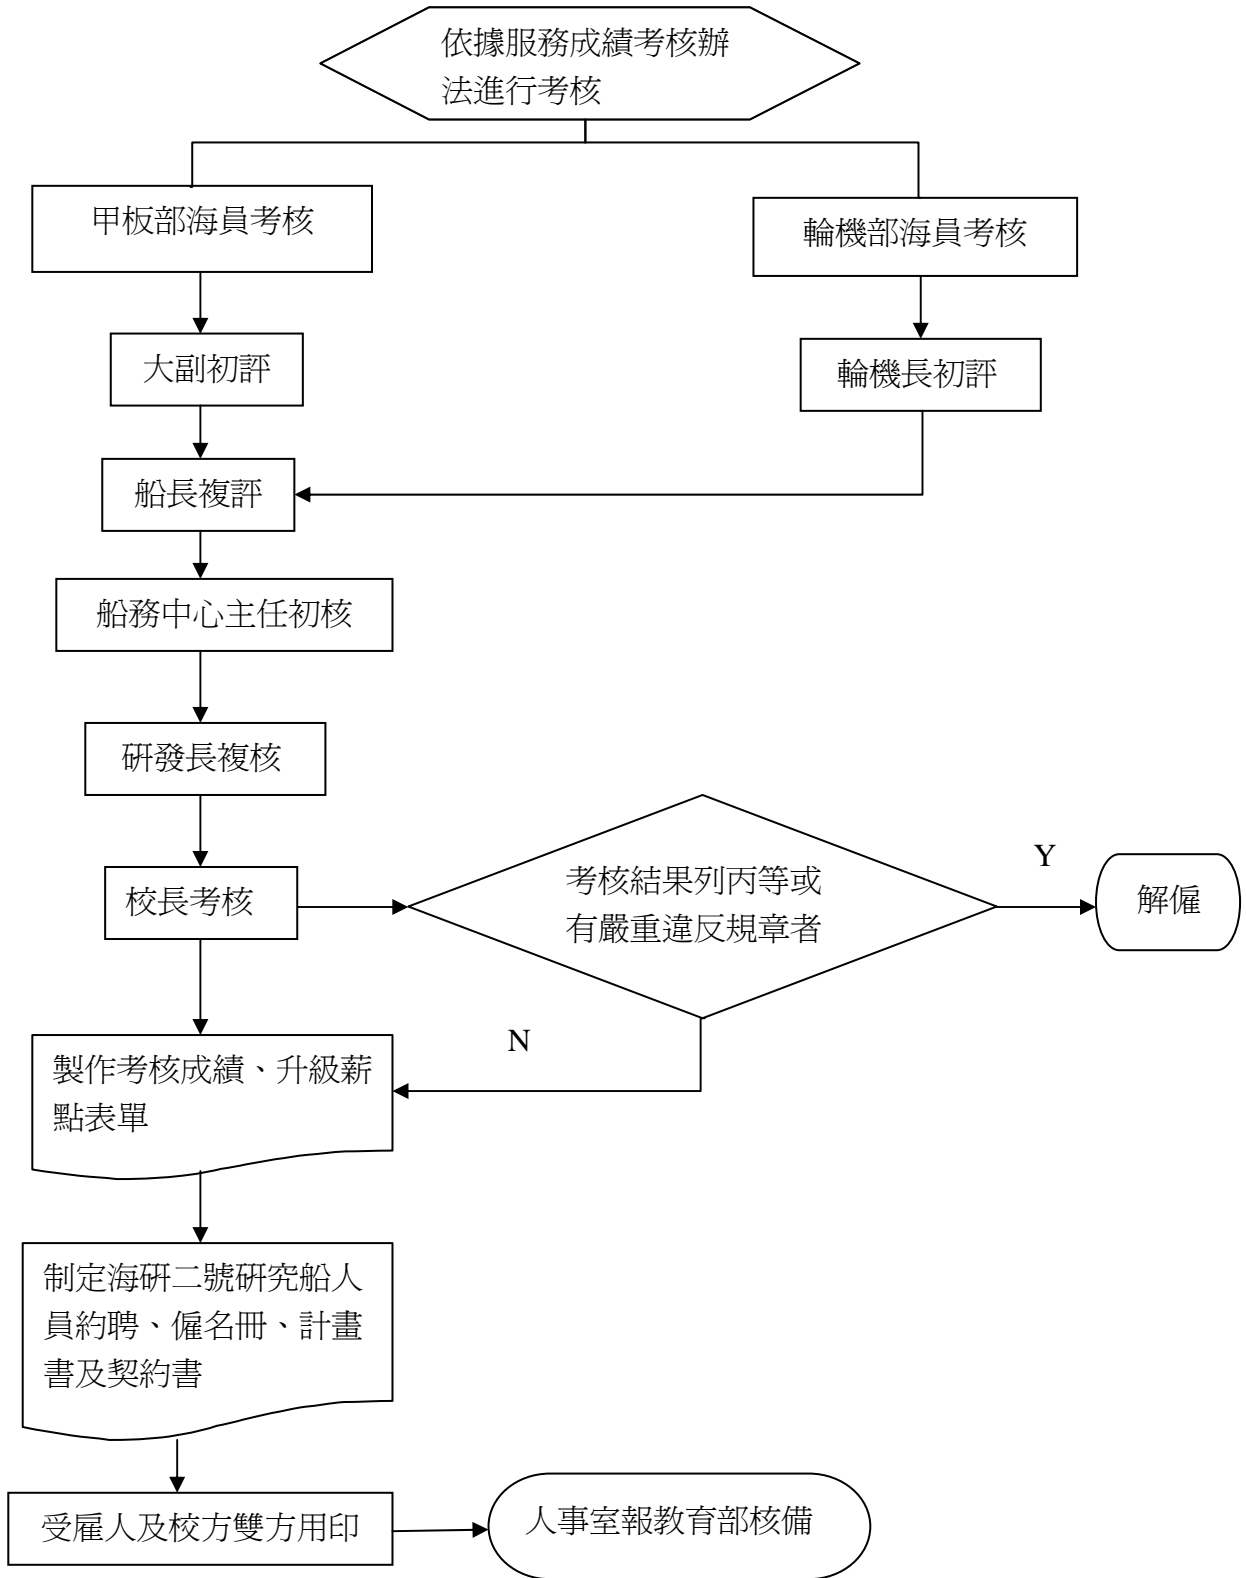 依據服務成績考核辦
法進行考核
甲板部海員考核
輪機部海員考核
大副初評
輪機長初評
船長複評
船務中心主任初核
研發長複核
校長考核
考核結果列丙等或
有嚴重違反規章者
Y
解僱
N
製作考核成績、升級薪
點表單
制定海研二號研究船人
員約聘、僱名冊、計畫
書及契約書
受雇人及校方雙方用印
人事室報教育部核備